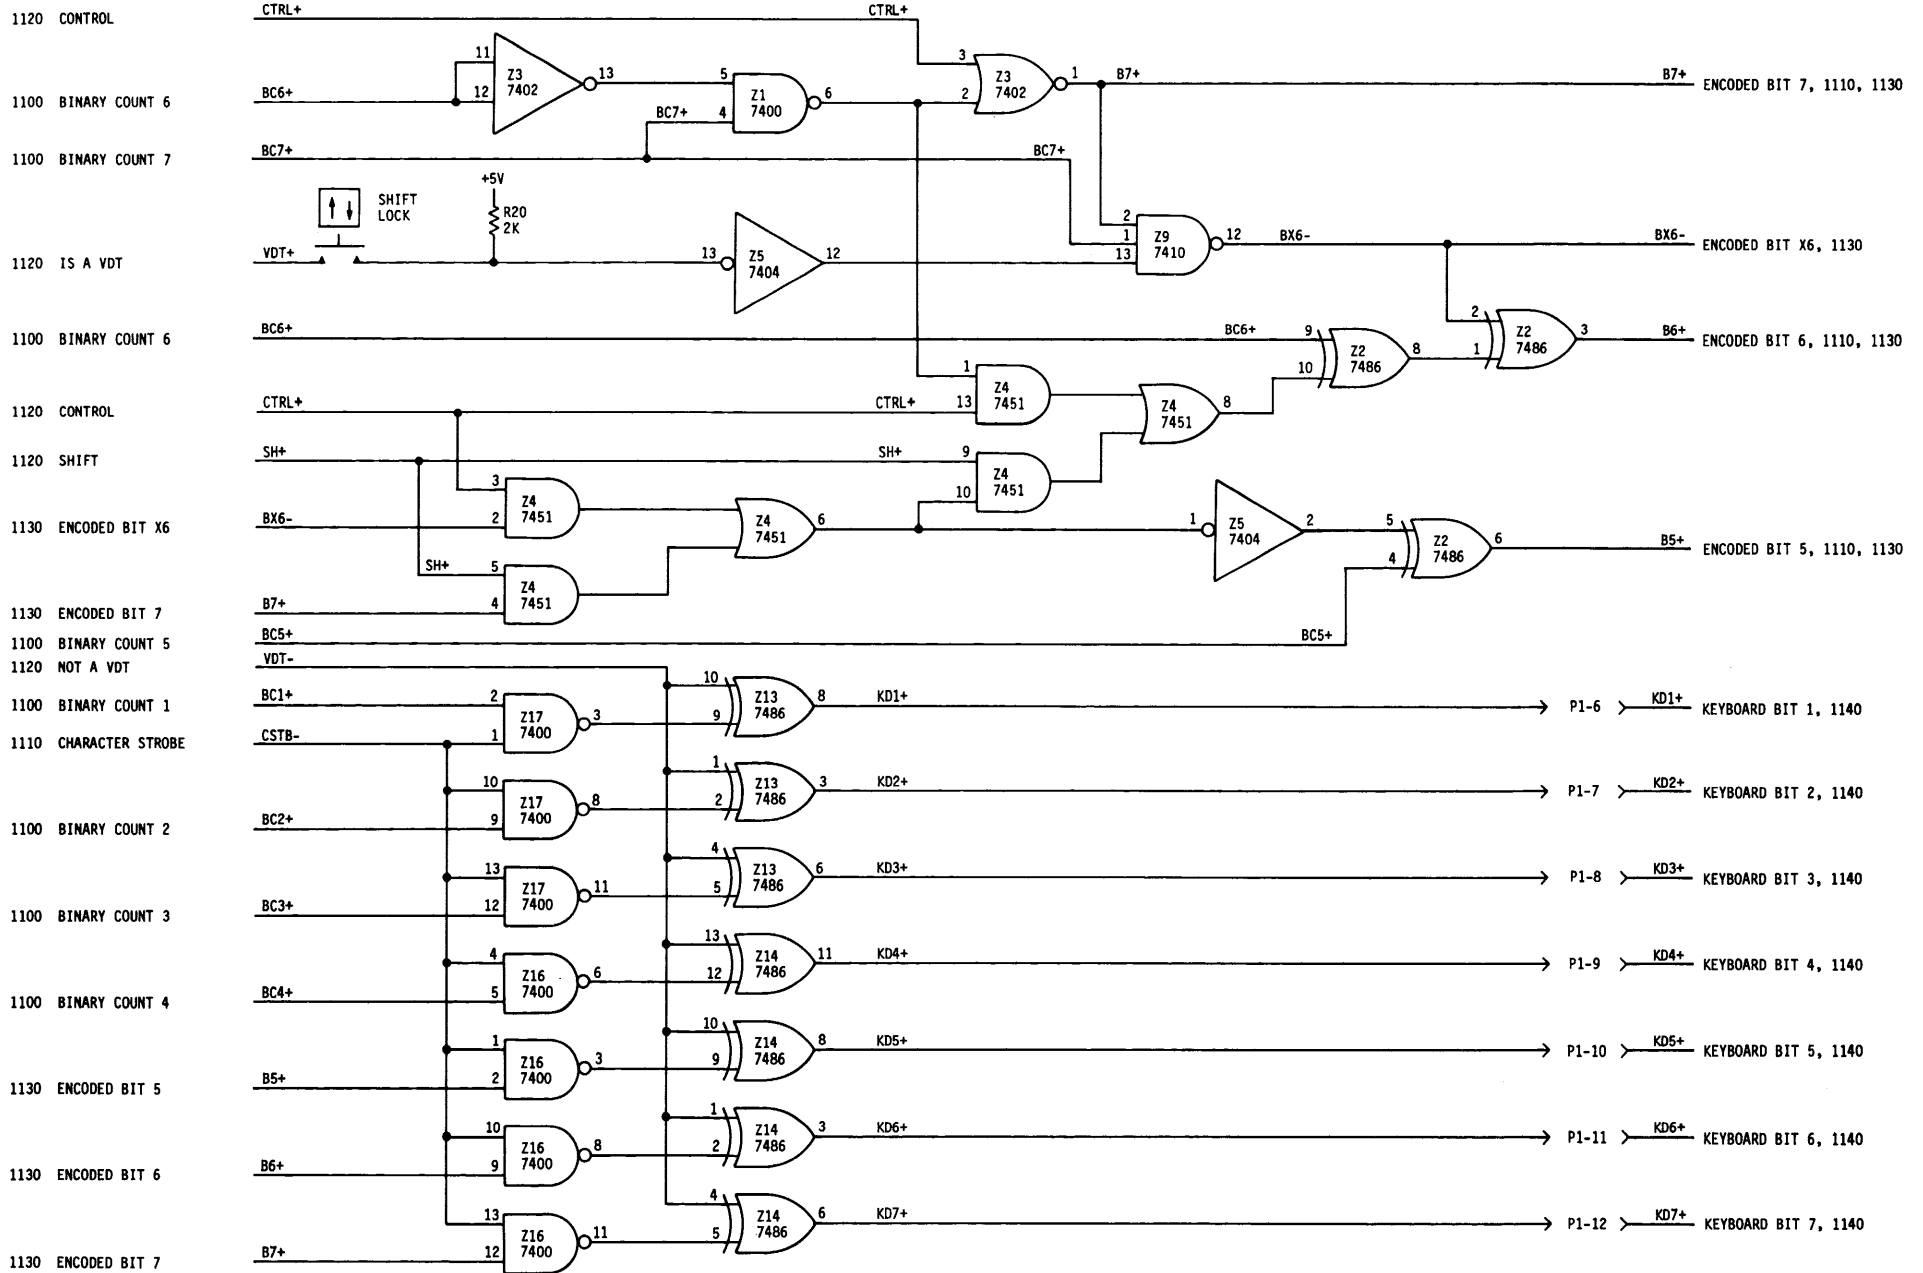 1120 CONTROL CTRL+ CTRL+
11 Z3 7402 13 5 3 Z3 7402 1 B7+ B7+ ENCODED BIT 7, 1110, 1130
1100 BINARY COUNT 6 BC6+ 12 BC7+ 4 Z1 7400 6 2
1100 BINARY COUNT 7 BC7+ BC7+
+5V
SHIFT LOCK R20 2K
2 1 13 Z9 7410 12 BX6- BX6- ENCODED BIT X6, 1130
1120 IS A VDT VDT+ 13 Z5 7404 12
1100 BINARY COUNT 6 BC6+ BC6+ 9 10 Z2 7486 8 2 1 Z2 7486 3 B6+ ENCODED BIT 6, 1110, 1130
1 Z4 7451
1120 CONTROL CTRL+ CTRL+ 13 Z4 7451 8
1120 SHIFT SH+ SH+ 9 10 Z4 7451
3 Z4 7451
1130 ENCODED BIT X6 BX6- 2 Z4 7451 6 1 Z5 7404 2 5 4 Z2 7486 6 B5+ ENCODED BIT 5, 1110, 1130
SH+ 5 Z4 7451
1130 ENCODED BIT 7 B7+ 4
1100 BINARY COUNT 5 BC5+ BC5+
1120 NOT A VDT VDT-
1100 BINARY COUNT 1 BC1+ 2 Z17 7400 3 10 9 Z13 7486 8 KD1+ P1-6 KD1+ KEYBOARD BIT 1, 1140
1110 CHARACTER STROBE CSTB- 1
10 Z17 7400 8 1 2 Z13 7486 3 KD2+ P1-7 KD2+ KEYBOARD BIT 2, 1140
1100 BINARY COUNT 2 BC2+ 9
13 Z17 7400 11 4 5 Z13 7486 6 KD3+ P1-8 KD3+ KEYBOARD BIT 3, 1140
1100 BINARY COUNT 3 BC3+ 12
4 Z16 7400 6 13 12 Z14 7486 11 KD4+ P1-9 KD4+ KEYBOARD BIT 4, 1140
1100 BINARY COUNT 4 BC4+ 5
1 Z16 7400 3 10 9 Z14 7486 8 KD5+ P1-10 KD5+ KEYBOARD BIT 5, 1140
1130 ENCODED BIT 5 B5+ 2
10 Z16 7400 8 1 2 Z14 7486 3 KD6+ P1-11 KD6+ KEYBOARD BIT 6, 1140
1130 ENCODED BIT 6 B6+ 9
13 Z16 7400 11 4 5 Z14 7486 6 KD7+ P1-12 KD7+ KEYBOARD BIT 7, 1140
1130 ENCODED BIT 7 B7+ 12